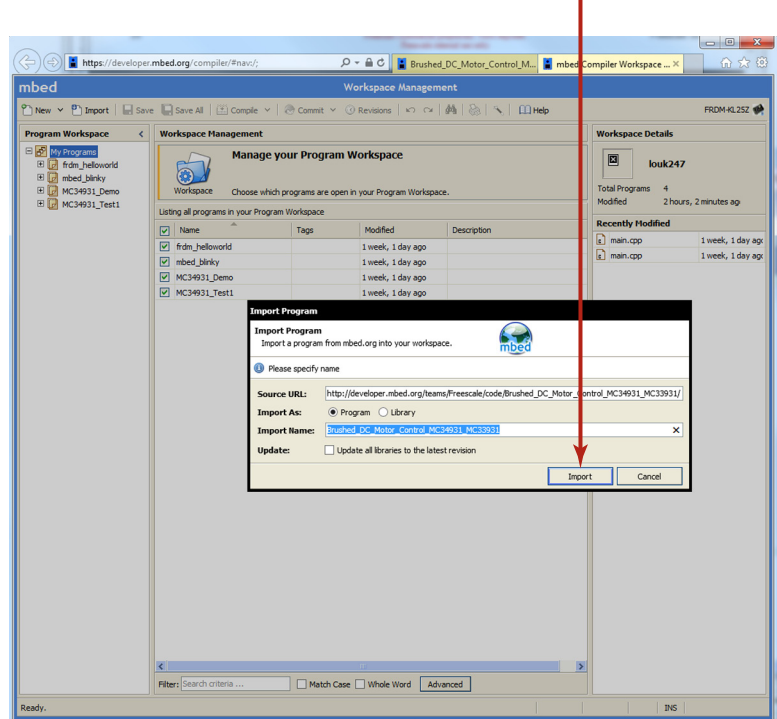 https://developer.mbed.org/compiler/#nav:/;
Brushed_DC_Motor_Control_M...
mbed Compiler Workspace ...
mbed
Workspace Management
New Import Save Save All Compile Commit Revisions Help
FRDM-KL25Z
Program Workspace
My Programs
frdm_helloworld
mbed_blinky
MC34931_Demo
MC34931_Test1
Workspace Management
Manage your Program Workspace
Workspace
Choose which programs are open in your Program Workspace.
Listing all programs in your Program Workspace
Name Tags Modified Description
frdm_helloworld 1 week, 1 day ago
mbed_blinky 1 week, 1 day ago
MC34931_Demo 1 week, 1 day ago
MC34931_Test1 1 week, 1 day ago
Workspace Details
louk247
Total Programs 4
Modified 2 hours, 2 minutes ag
Recently Modified
main.cpp 1 week, 1 day ag
main.cpp 1 week, 1 day ag
Import Program
Import Program
Import a program from mbed.org into your workspace.
mbed
Please specify name
Source URL: http://developer.mbed.org/teams/Freescale/code/Brushed_DC_Motor_Control_MC34931_MC33931/
Import As: Program Library
Import Name: Brushed_DC_Motor_Control_MC34931_MC33931
Update: Update all libraries to the latest revision
Import Cancel
Filter: Search criteria ... Match Case Whole Word Advanced
Ready.
INS